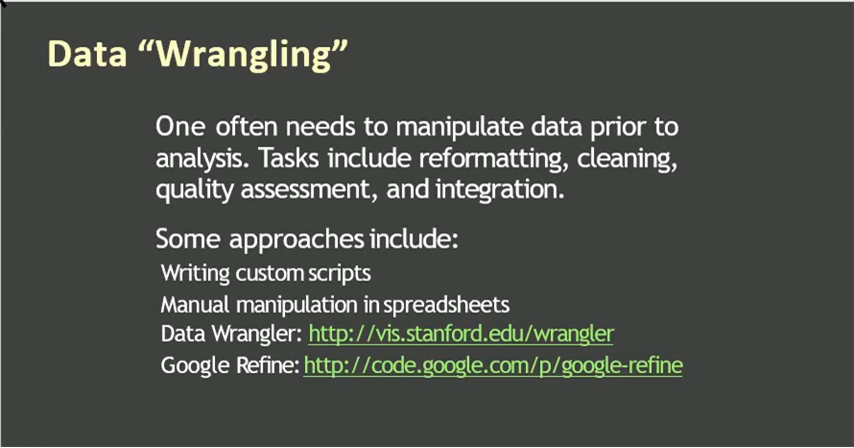 Data “Wrangling”
One often needs to manipulate data prior to
analysis. Tasks include reformatting, cleaning,
quality assessment, and integration.
Some approaches include:
Writing custom scripts
Manual manipulation in spreadsheets
Data Wrangler: http://vis.stanford.edu/wrangler
Google Refine: http://code.google.com/p/google-refine